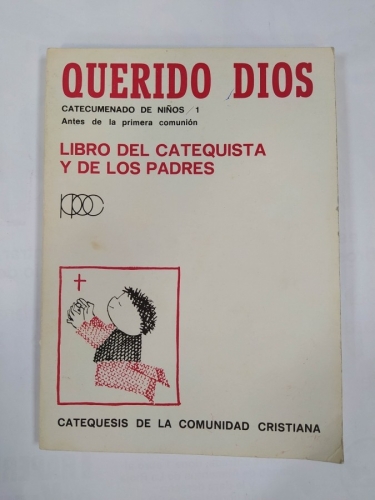 QUERIDO DIOS
CATECUMENADO DE NIÑOS / 1
Antes de la primera comunión
LIBRO DEL CATEQUISTA
Y DE LOS PADRES
CATEQUESIS DE LA COMUNIDAD CRISTIANA